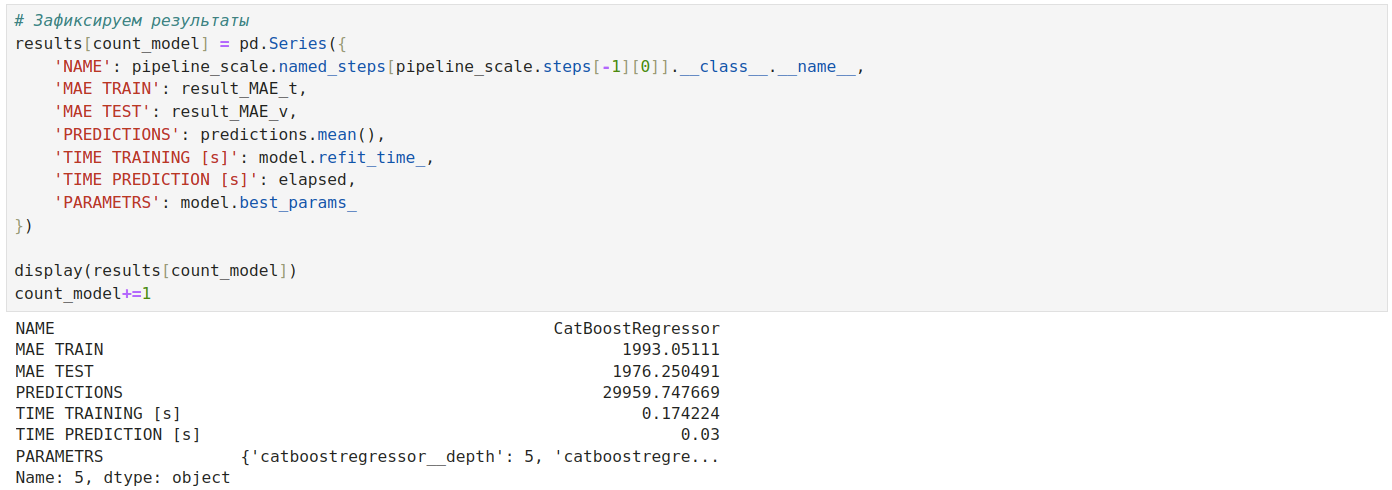 # Зафиксируем результаты
results[count_model] = pd.Series({
    'NAME': pipeline_scale.named_steps[pipeline_scale.steps[-1][0]].__class__.__name__,
    'MAE TRAIN': result_MAE_t,
    'MAE TEST': result_MAE_v,
    'PREDICTIONS': predictions.mean(),
    'TIME TRAINING [s]': model.refit_time_,
    'TIME PREDICTION [s]': elapsed,
    'PARAMETRS': model.best_params_
})

display(results[count_model])
count_model+=1
NAME                                  CatBoostRegressor
MAE TRAIN                                    1993.05111
MAE TEST                                    1976.250491
PREDICTIONS                                29959.747669
TIME TRAINING [s]                              0.174224
TIME PREDICTION [s]                                0.03
PARAMETRS              {'catboostregressor__depth': 5, 'catboostregre...
Name: 5, dtype: object